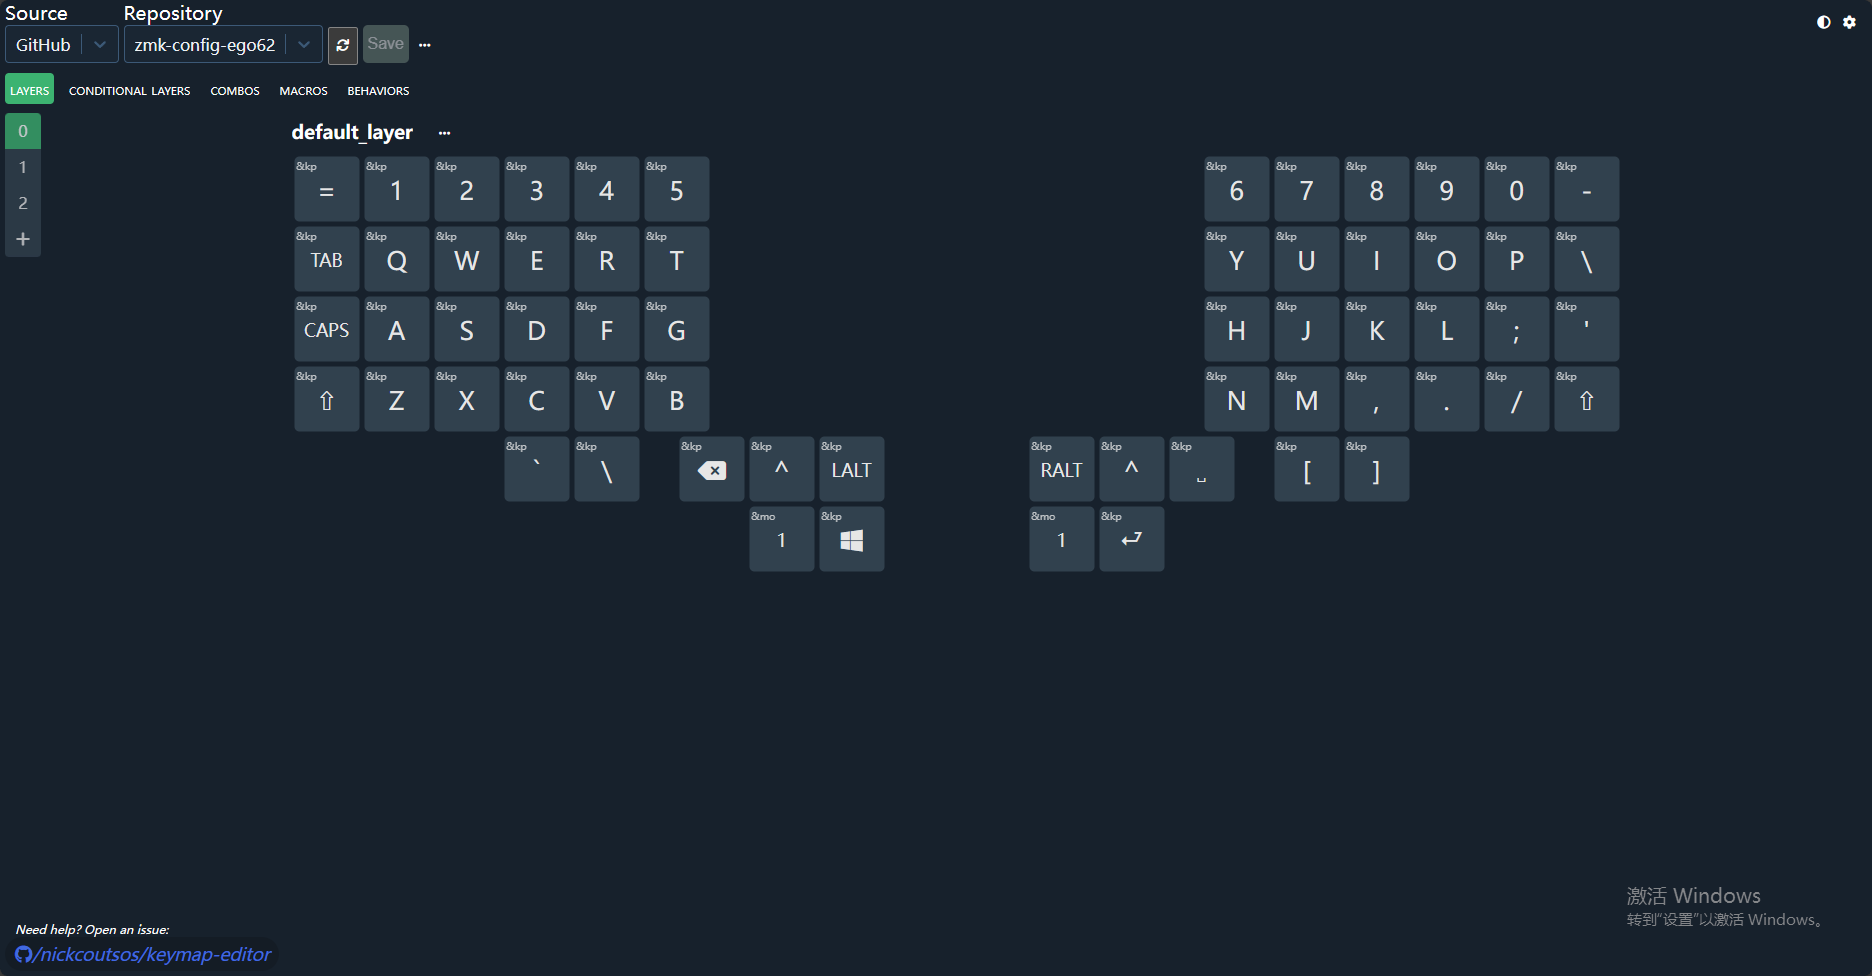 Source Repository
GitHub zmk-config-ego62 Save ...
LAYERS CONDITIONAL LAYERS COMBOS MACROS BEHAVIORS
0
1
2
+
default_layer ...
&kp &kp &kp &kp &kp &kp &kp &kp &kp &kp &kp &kp
= 1 2 3 4 5 6 7 8 9 0 -
&kp &kp &kp &kp &kp &kp &kp &kp &kp &kp &kp &kp
TAB Q W E R T Y U I O P \
&kp &kp &kp &kp &kp &kp &kp &kp &kp &kp &kp &kp
CAPS A S D F G H J K L ; '
&kp &kp &kp &kp &kp &kp &kp &kp &kp &kp &kp &kp
⇧ Z X C V B N M , . / ⇧
&kp &kp &kp &kp &kp &kp &kp &kp &kp &kp
` \ ⌫ ^ LALT RALT ^ ␣ [ ]
&mo &kp &mo &kp
1 1 ⏎
激活 Windows
转到"设置"以激活 Windows。
Need help? Open an issue:
/nickcoutsos/keymap-editor